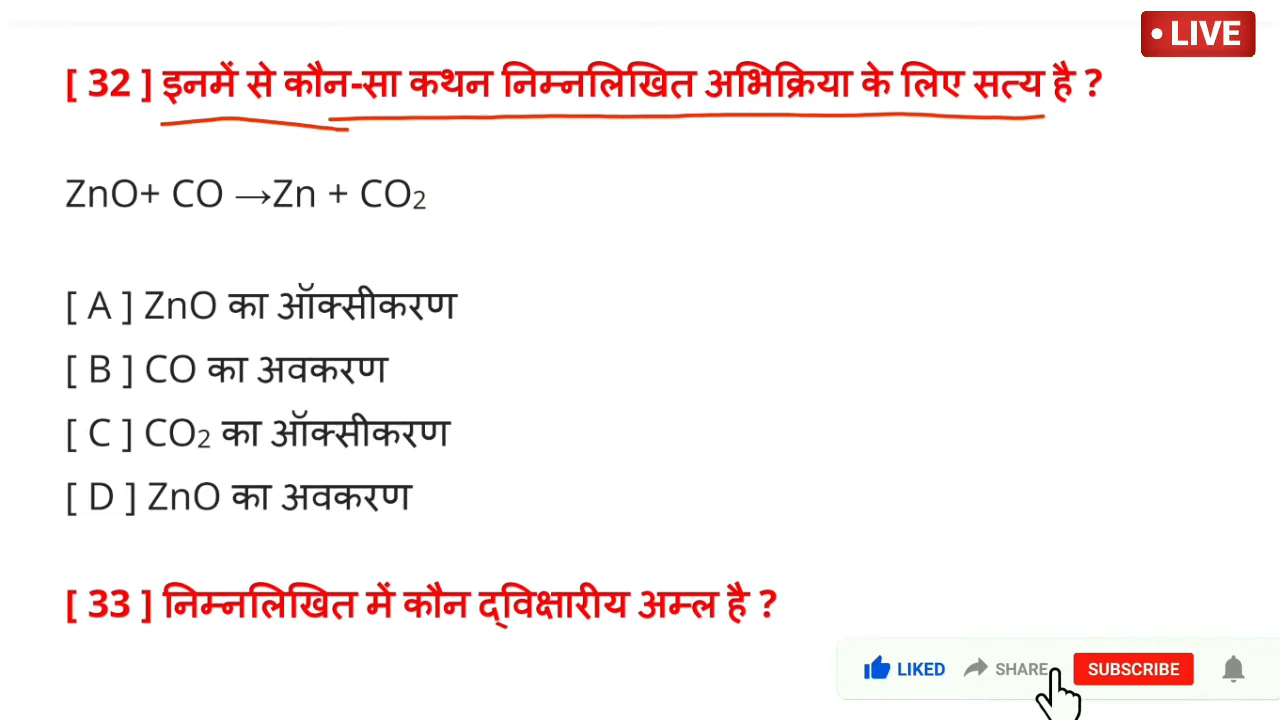 • LIVE
[ 32 ] इनमें से कौन-सा कथन निम्नलिखित अभिक्रिया के लिए सत्य है ?
ZnO+ CO →Zn + CO₂
[ A ] ZnO का ऑक्सीकरण
[ B ] CO का अवकरण
[ C ] CO₂ का ऑक्सीकरण
[ D ] ZnO का अवकरण
[ 33 ] निम्नलिखित में कौन द्विक्षारीय अम्ल है ?
LIKED SHARE SUBSCRIBE